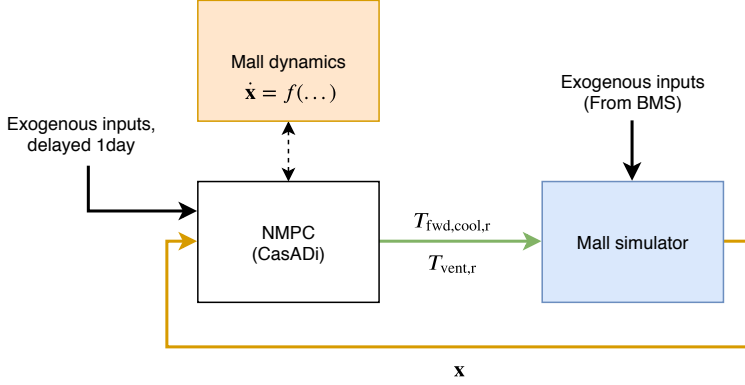 Mall dynamics
ẋ = f(…)
Exogenous inputs
(From BMS)
Exogenous inputs,
delayed 1day
NMPC
(CasADi)
T_fwd,cool,r
T_vent,r
Mall simulator
x